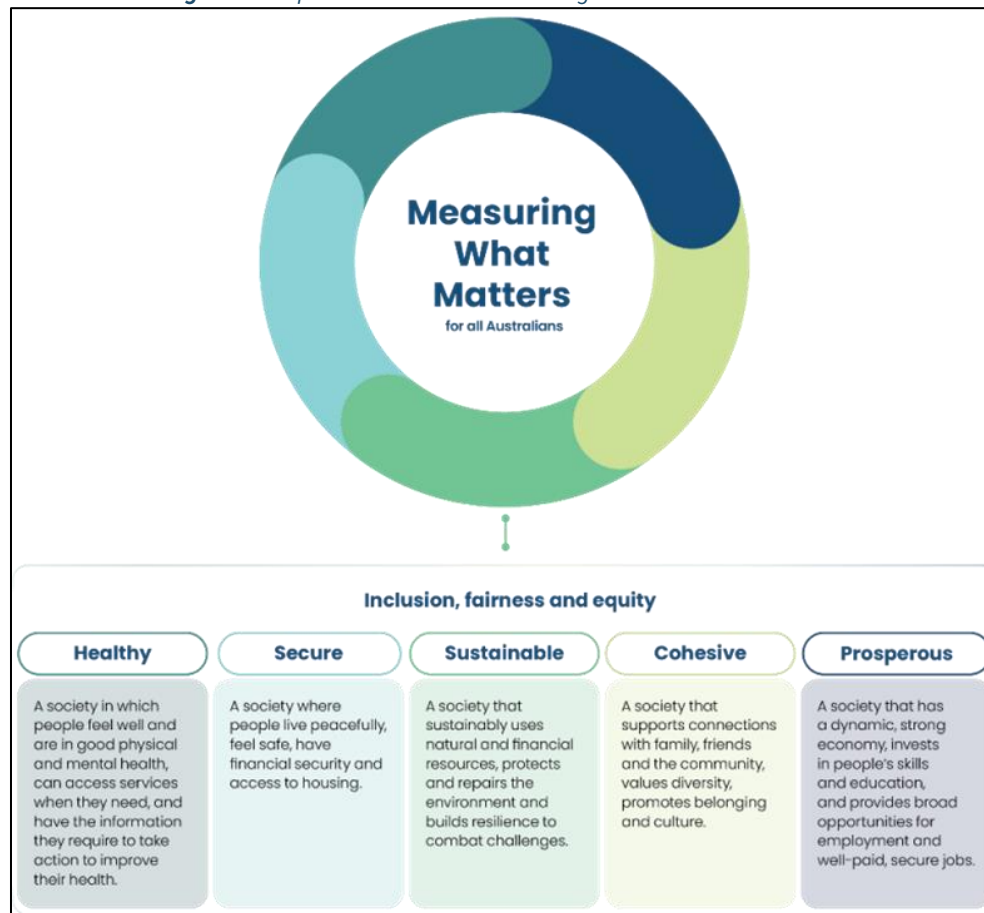 Measuring
What
Matters
for all Australians
Inclusion, fairness and equity
Healthy
Secure
Sustainable
Cohesive
Prosperous
A society in which
people feel well and
are in good physical
and mental health,
can access services
when they need, and
have the information
they require to take
action to improve
their health.
A society where
people live peacefully,
feel safe, have
financial security and
access to housing.
A society that
sustainably uses
natural and financial
resources, protects
and repairs the
environment and
builds resilience to
combat challenges.
A society that
supports connections
with family, friends
and the community,
values diversity,
promotes belonging
and culture.
A society that has
a dynamic, strong
economy, invests
in people's skills
and education,
and provides broad
opportunities for
employment and
well-paid, secure jobs.